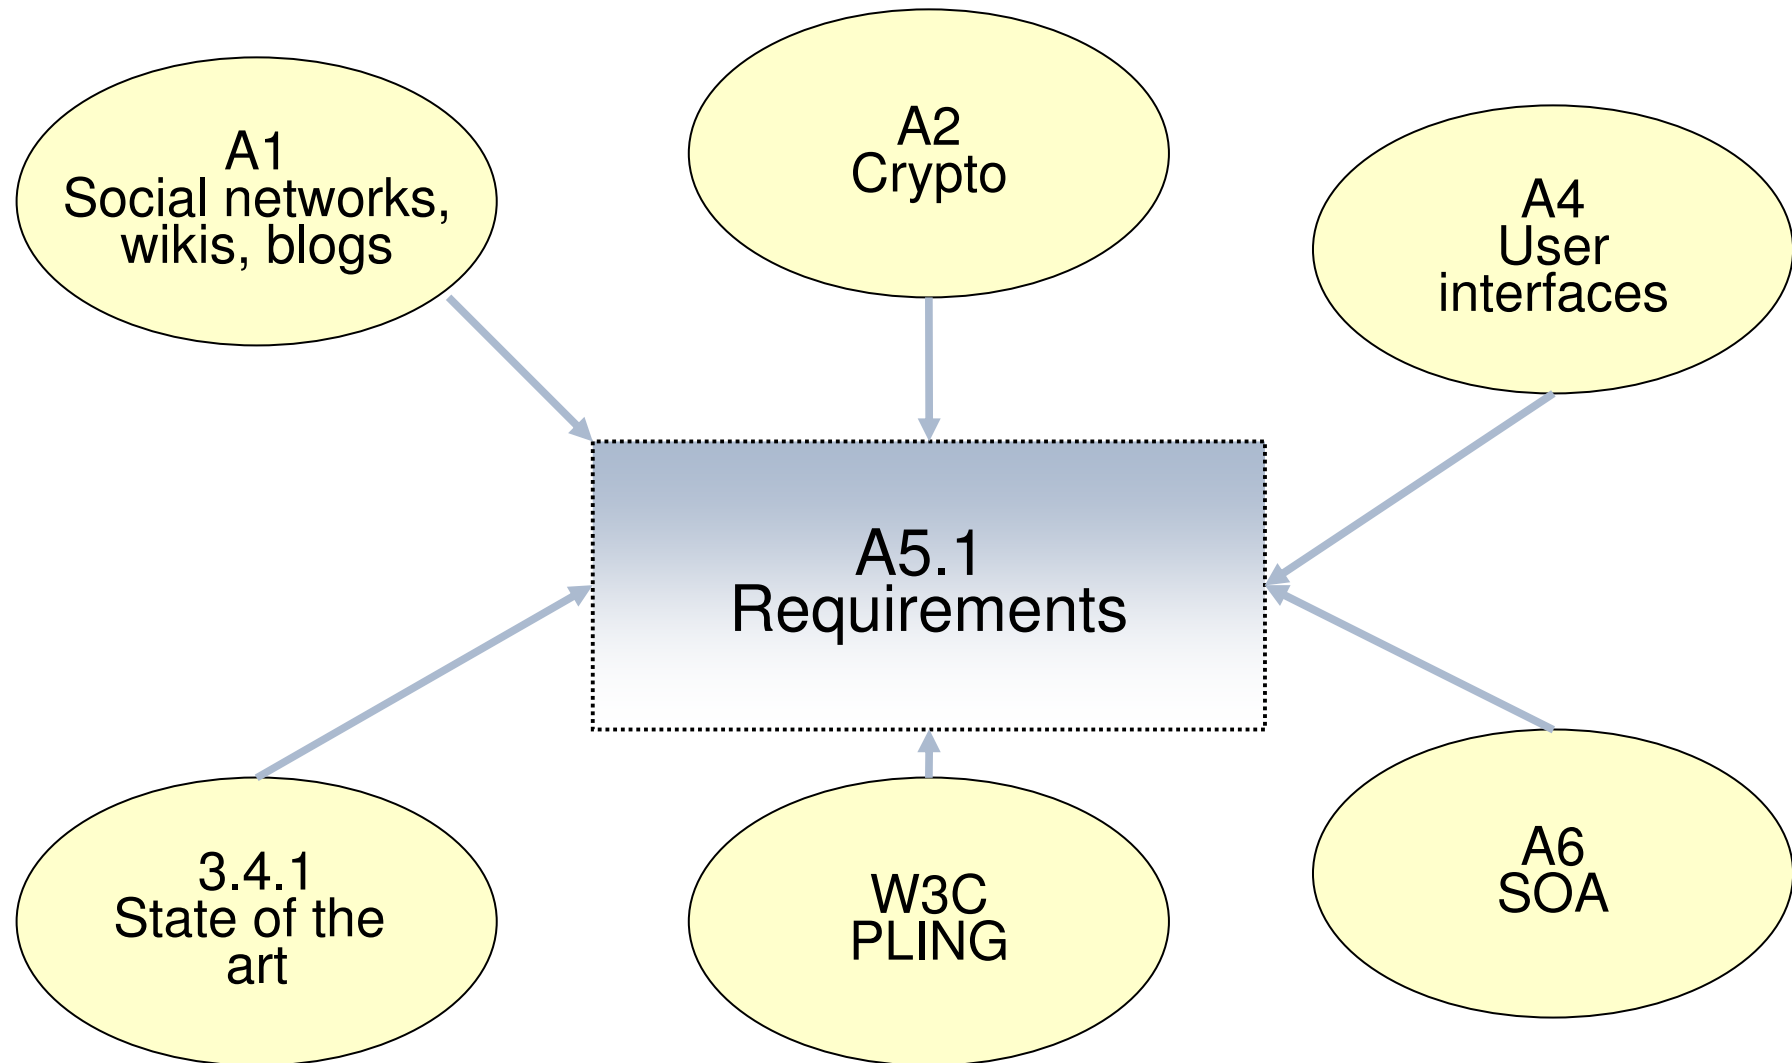 A1
Social networks,
wikis, blogs
A2
Crypto
A4
User
interfaces
A5.1
Requirements
3.4.1
State of the
art
W3C
PLING
A6
SOA